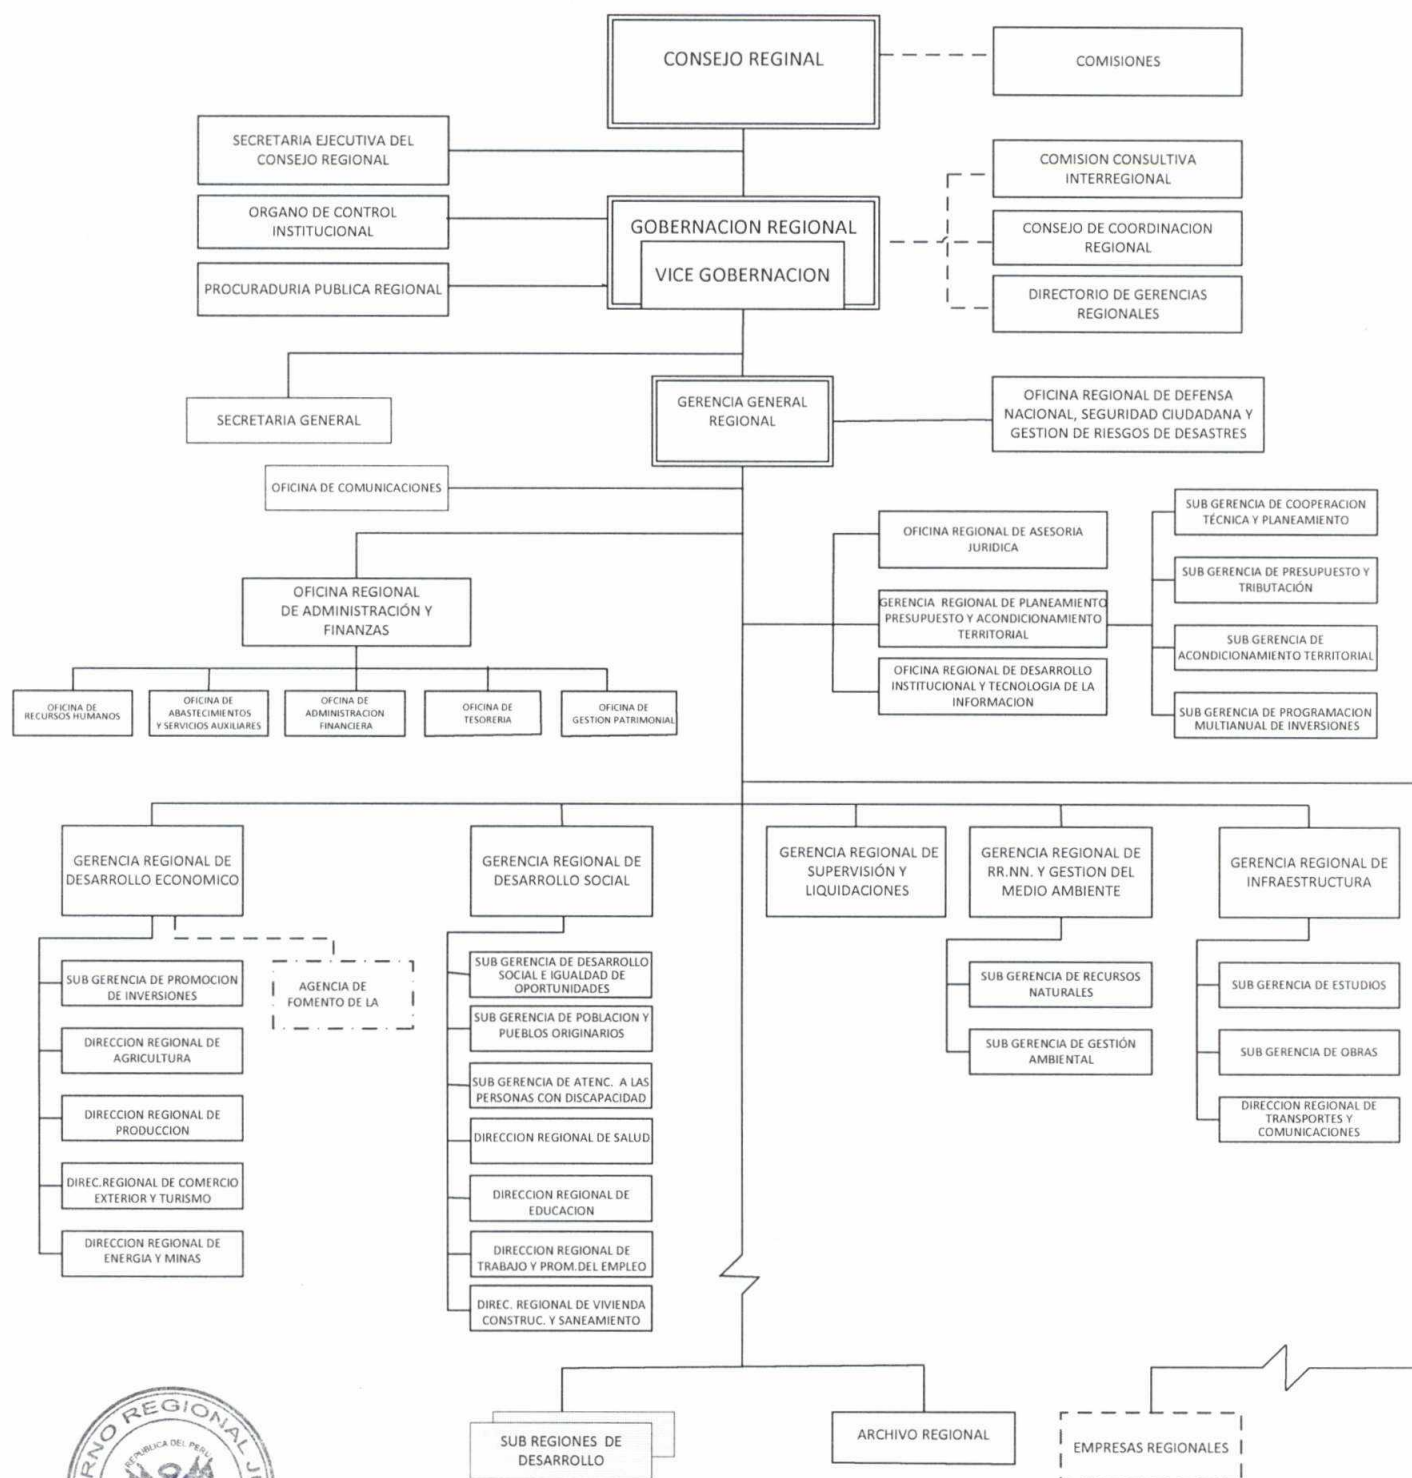 CONSEJO REGINAL
COMISIONES
SECRETARIA EJECUTIVA DEL
CONSEJO REGIONAL
COMISION CONSULTIVA
INTERREGIONAL
ORGANO DE CONTROL
INSTITUCIONAL
GOBERNACION REGIONAL
VICE GOBERNACION
CONSEJO DE COORDINACION
REGIONAL
PROCURADURIA PUBLICA REGIONAL
DIRECTORIO DE GERENCIAS
REGIONALES
SECRETARIA GENERAL
GERENCIA GENERAL
REGIONAL
OFICINA REGIONAL DE DEFENSA
NACIONAL, SEGURIDAD CIUDADANA Y
GESTION DE RIESGOS DE DESASTRES
OFICINA DE COMUNICACIONES
OFICINA REGIONAL DE ASESORIA
JURIDICA
SUB GERENCIA DE COOPERACION
TÉCNICA Y PLANEAMIENTO
SUB GERENCIA DE PRESUPUESTO Y
TRIBUTACIÓN
OFICINA REGIONAL
DE ADMINISTRACIÓN Y
FINANZAS
GERENCIA REGIONAL DE PLANEAMIENTO
PRESUPUESTO Y ACONDICIONAMIENTO
TERRITORIAL
SUB GERENCIA DE
ACONDICIONAMIENTO TERRITORIAL
OFICINA REGIONAL DE DESARROLLO
INSTITUCIONAL Y TECNOLOGIA DE LA
INFORMACION
SUB GERENCIA DE PROGRAMACION
MULTIANUAL DE INVERSIONES
OFICINA DE
RECURSOS HUMANOS
OFICINA DE
ABASTECIMIENTOS
Y SERVICIOS AUXILIARES
OFCINA DE
ADMINISTRACION
FINANCIERA
OFICINA DE
TESORERIA
OFICINA DE
GESTION PATRIMONIAL
GERENCIA REGIONAL DE
DESARROLLO ECONOMICO
GERENCIA REGIONAL DE
DESARROLLO SOCIAL
GERENCIA REGIONAL DE
SUPERVISIÓN Y
LIQUIDACIONES
GERENCIA REGIONAL DE
RR.NN. Y GESTION DEL
MEDIO AMBIENTE
GERENCIA REGIONAL DE
INFRAESTRUCTURA
SUB GERENCIA DE PROMOCION
DE INVERSIONES
AGENCIA DE
FOMENTO DE LA
DIRECCION REGIONAL DE
AGRICULTURA
DIRECCION REGIONAL DE
PRODUCCION
DIREC.REGIONAL DE COMERCIO
EXTERIOR Y TURISMO
DIRECCION REGIONAL DE
ENERGIA Y MINAS
SUB GERENCIA DE DESARROLLO
SOCIAL E IGUALDAD DE
OPORTUNIDADES
SUB GERENCIA DE POBLACION Y
PUEBLOS ORIGINARIOS
SUB GERENCIA DE ATENC. A LAS
PERSONAS CON DISCAPACIDAD
DIRECCION REGIONAL DE SALUD
DIRECCION REGIONAL DE
EDUCACION
DIRECCION REGIONAL DE
TRABAJO Y PROM.DEL EMPLEO
DIREC. REGIONAL DE VIVIENDA
CONSTRUC. Y SANEAMIENTO
SUB GERENCIA DE RECURSOS
NATURALES
SUB GERENCIA DE GESTIÓN
AMBIENTAL
SUB GERENCIA DE ESTUDIOS
SUB GERENCIA DE OBRAS
DIRECCION REGIONAL DE
TRANSPORTES Y
COMUNICACIONES
SUB REGIONES DE
DESARROLLO
ARCHIVO REGIONAL
EMPRESAS REGIONALES
REGIONAL
REPUBLICA DEL PERU